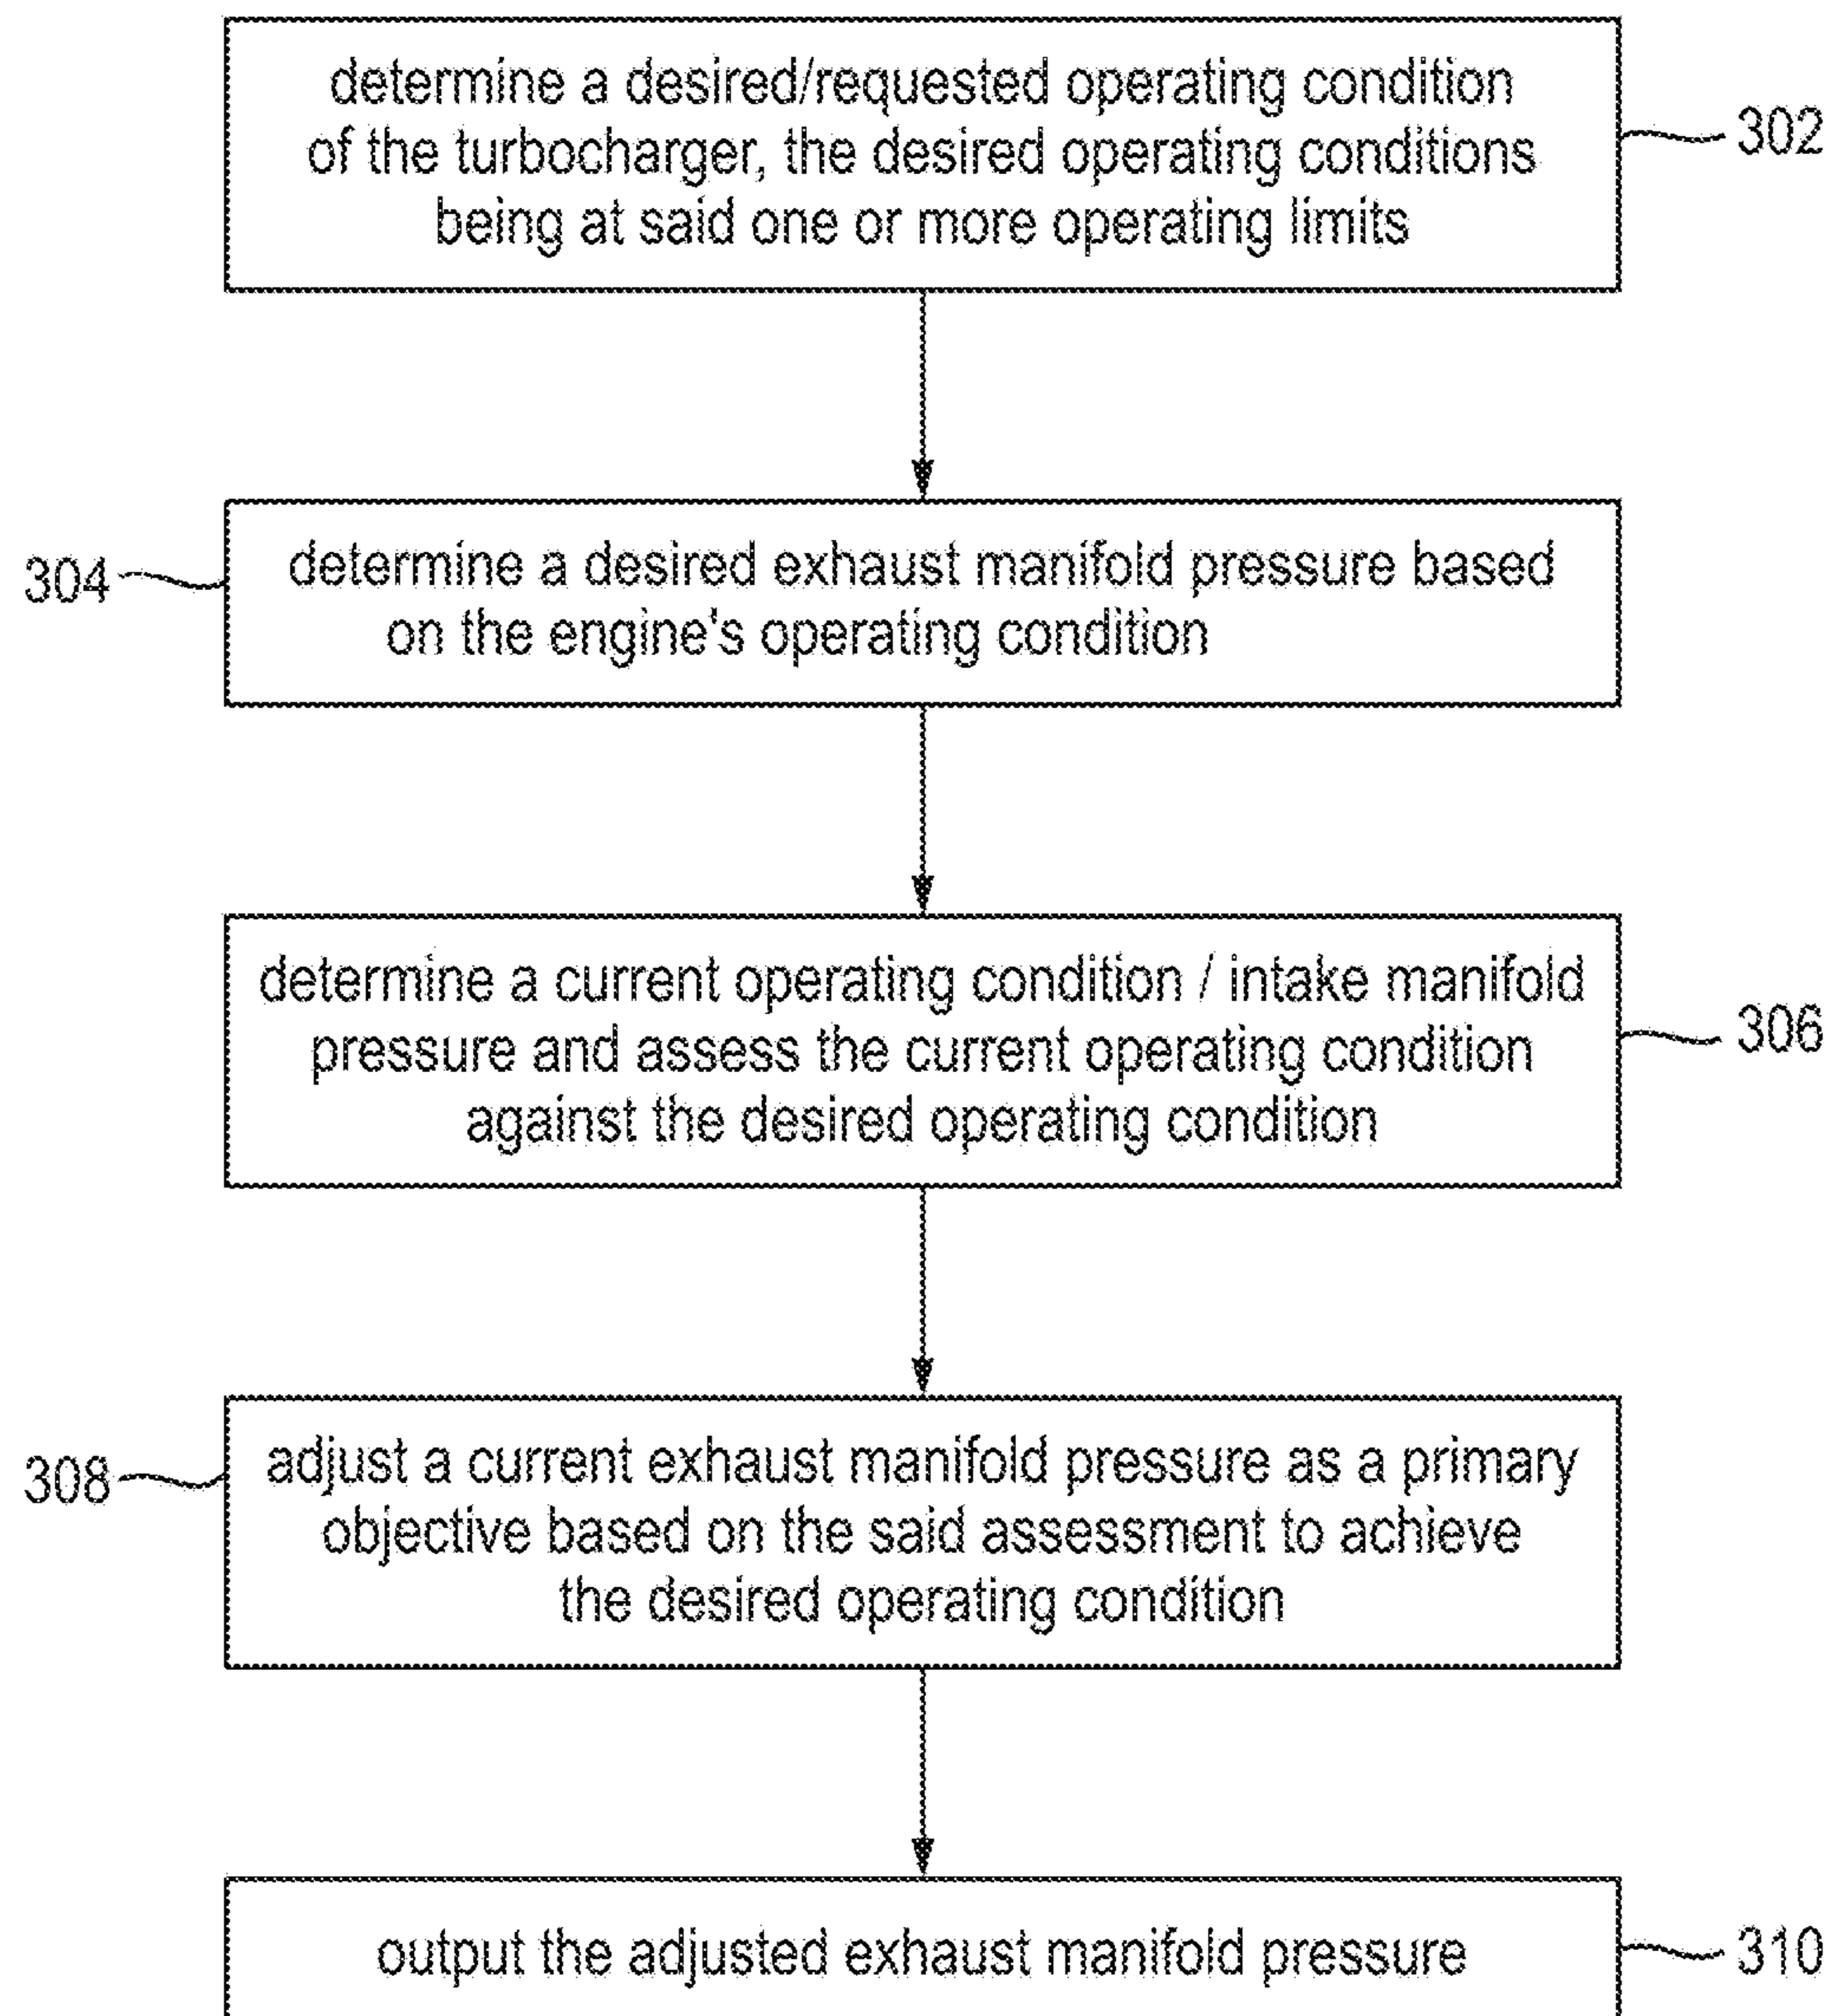 determine a desired/requested operating condition
of the turbocharger, the desired operating conditions
being at said one or more operating limits
302
304
determine a desired exhaust manifold pressure based
on the engine's operating condition
determine a current operating condition / intake manifold
pressure and assess the current operating condition
against the desired operating condition
306
308
adjust a current exhaust manifold pressure as a primary
objective based on the said assessment to achieve
the desired operating condition
output the adjusted exhaust manifold pressure
310